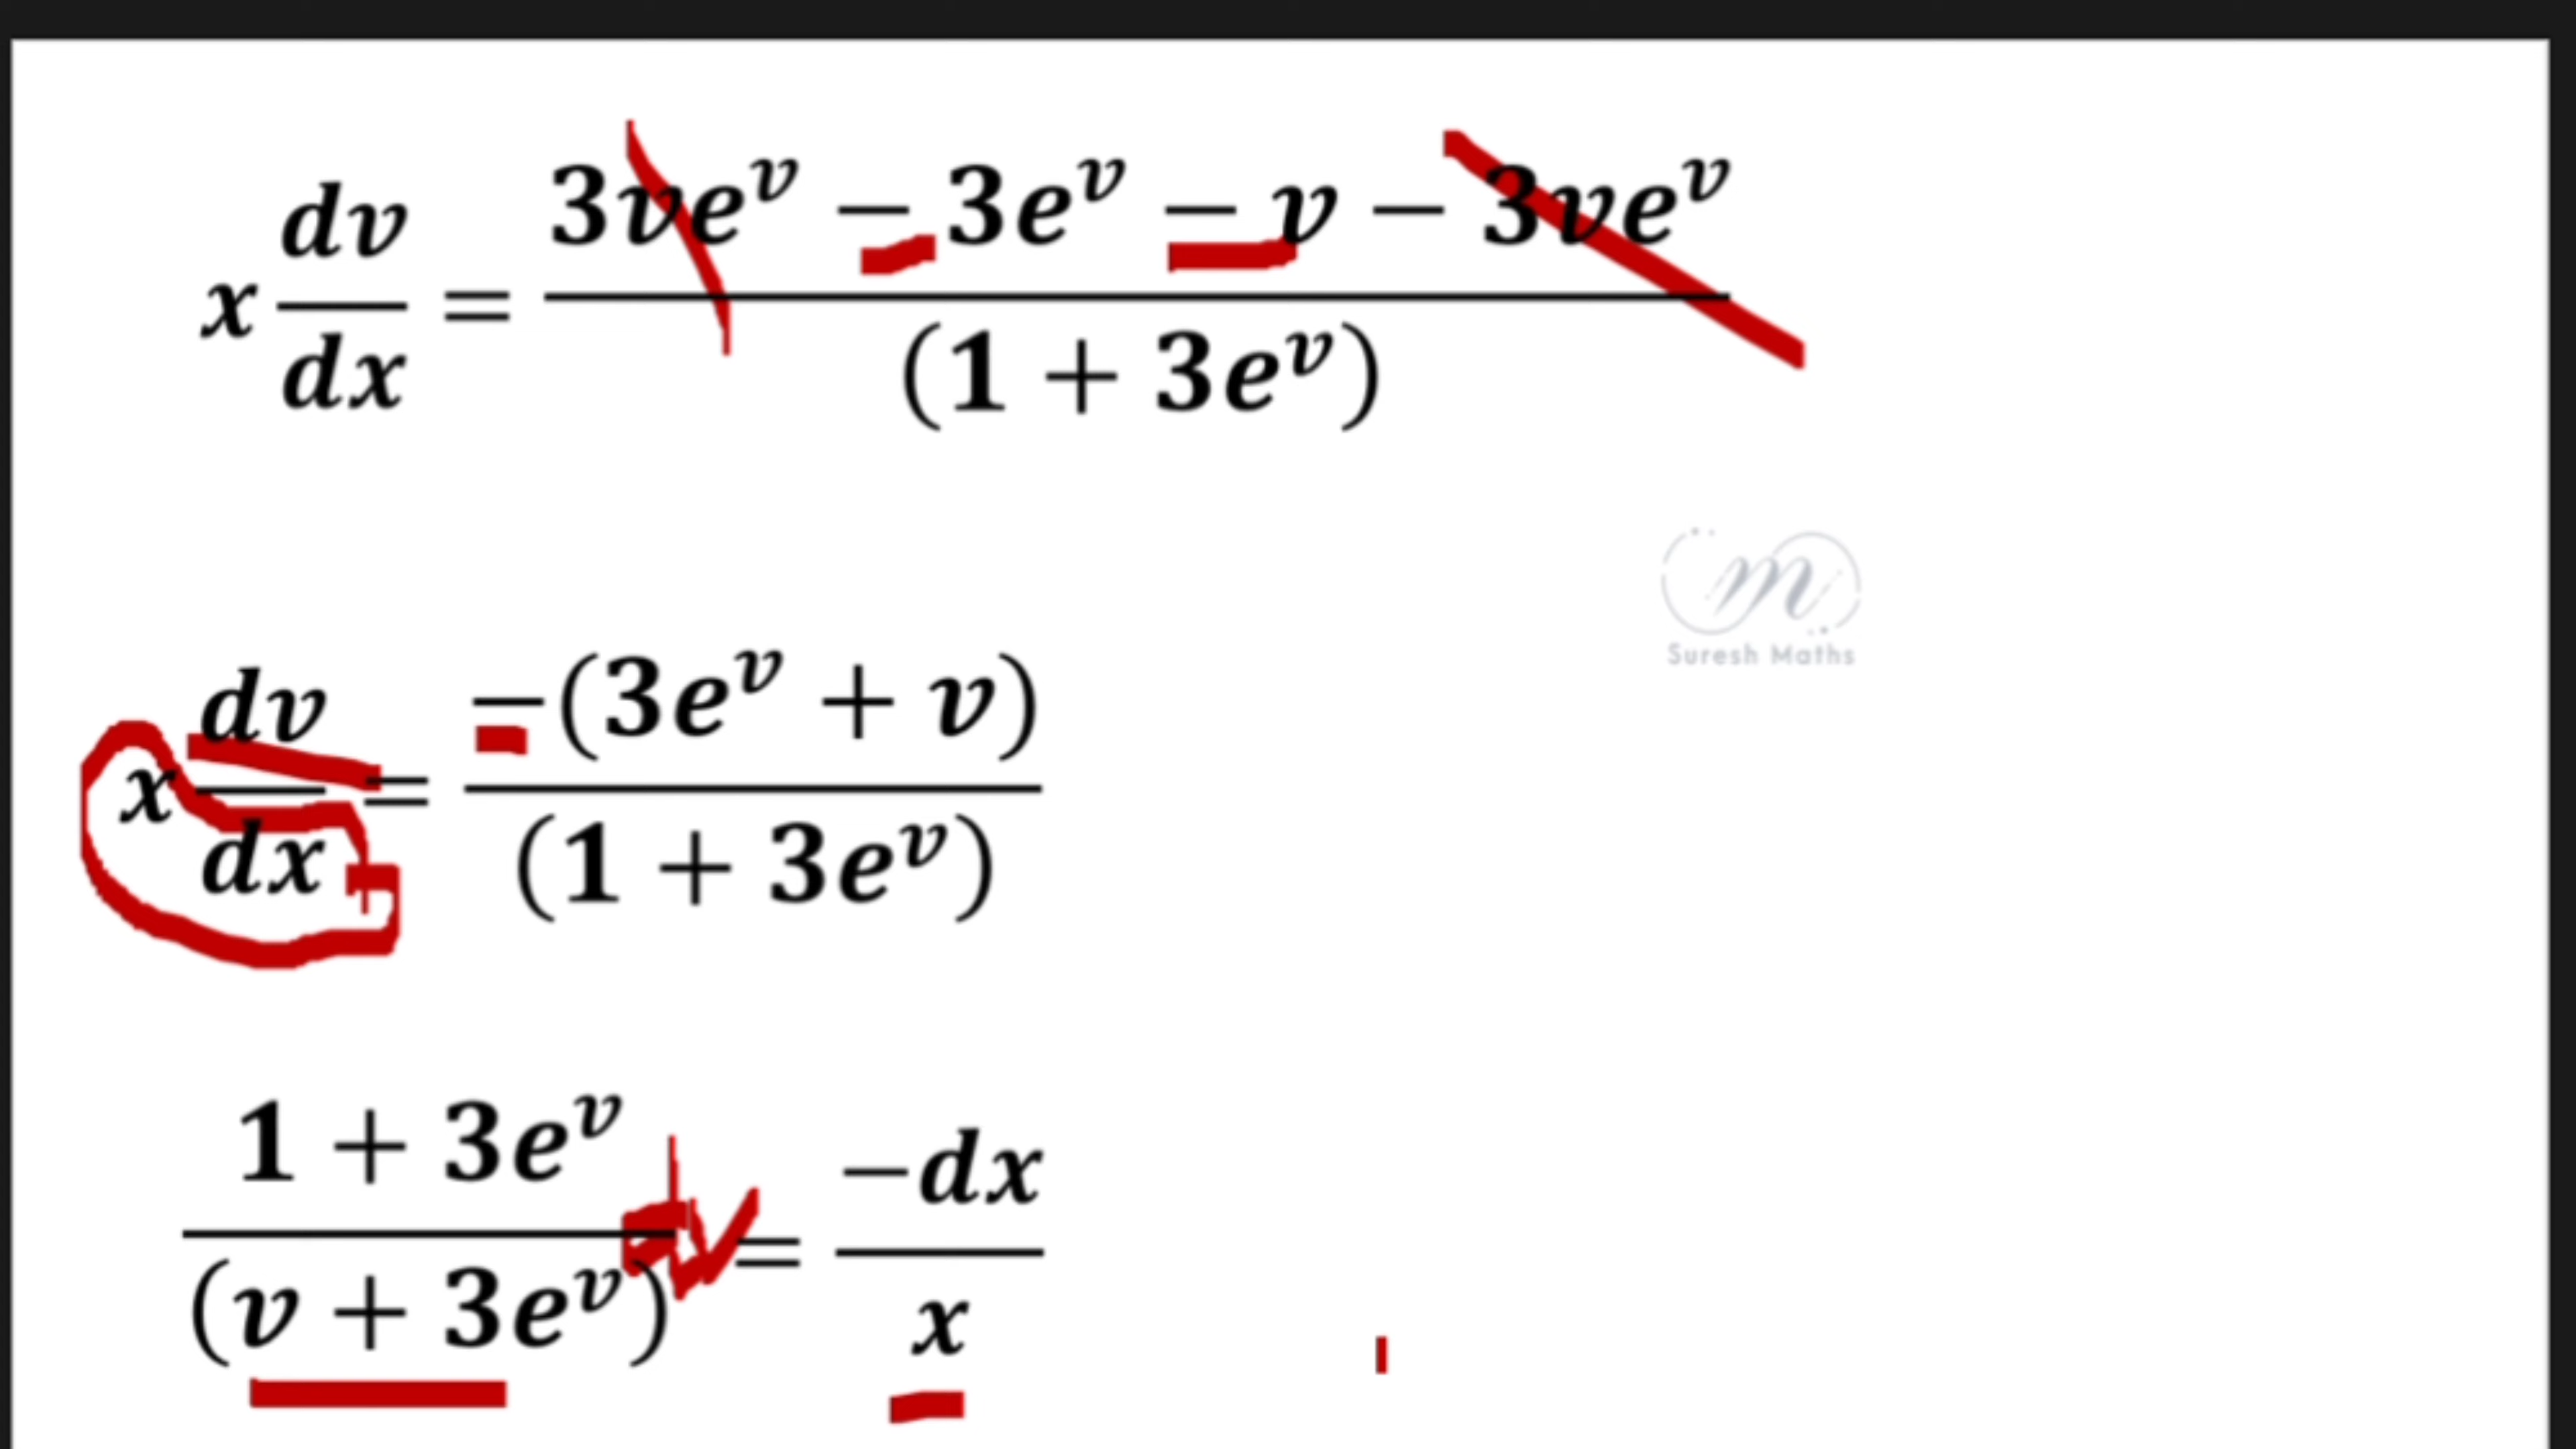 x dv/dx = (3ve^v − 3e^v − v − 3ve^v)/(1 + 3e^v)
Suresh Maths
x dv/dx = −(3e^v + v)/(1 + 3e^v)
(1 + 3e^v)/(v + 3e^v) dv = −dx/x